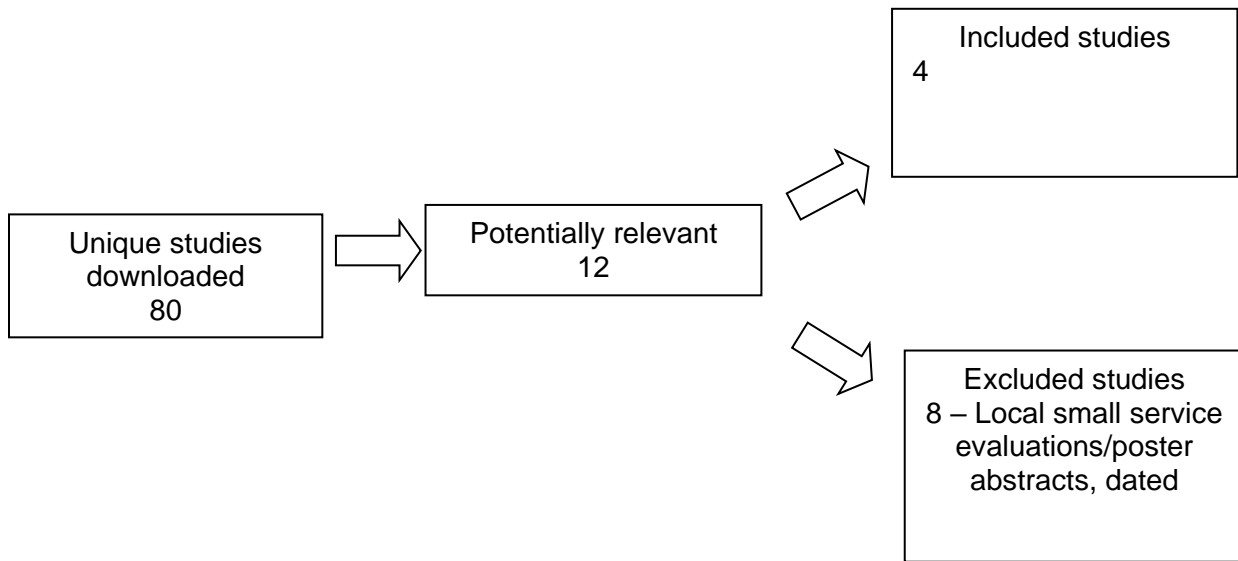 Unique studies
downloaded
80
Potentially relevant
12
Included studies
4
Excluded studies
8 – Local small service
evaluations/poster
abstracts, dated